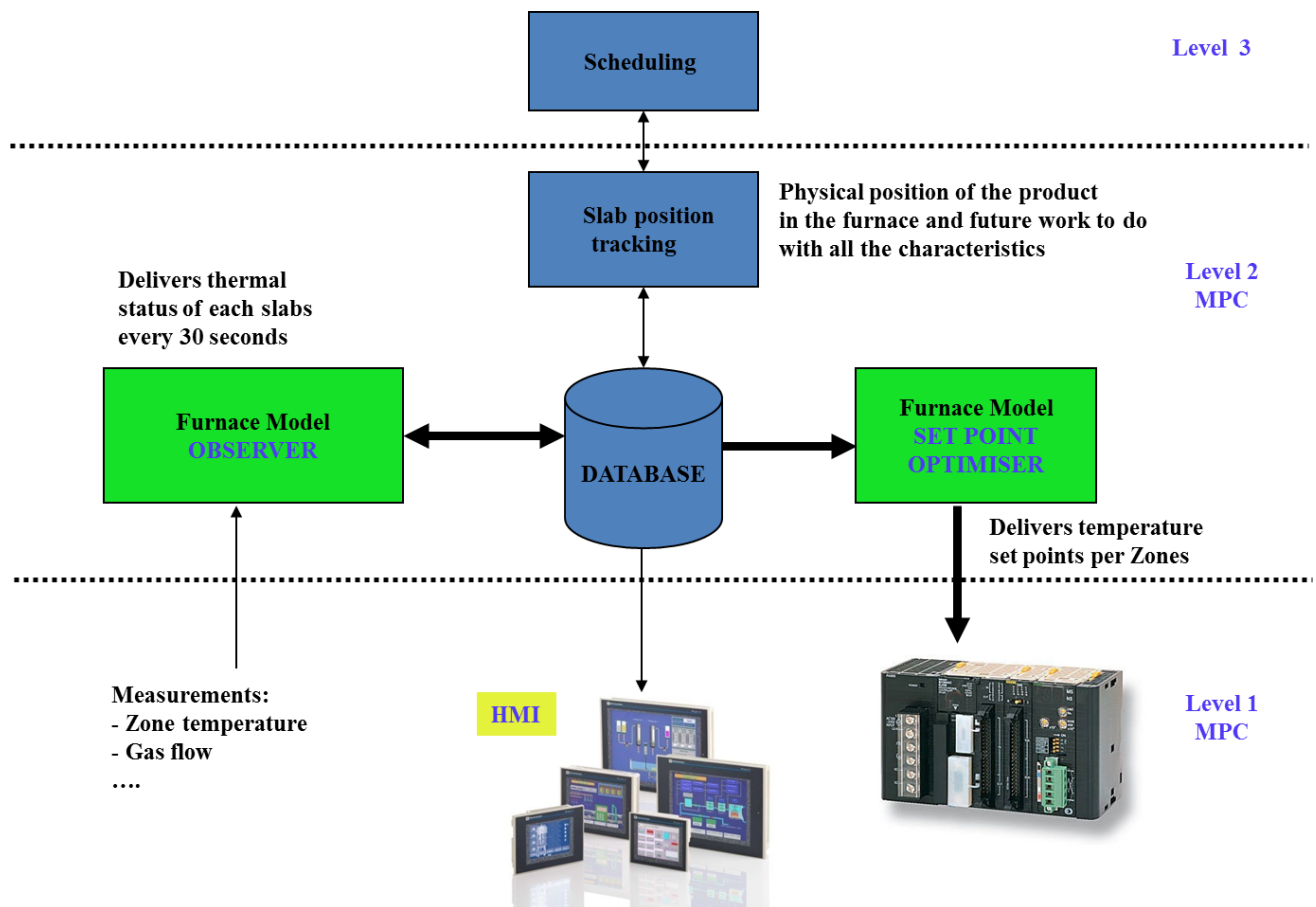 Scheduling
Level 3
Slab position
tracking
Physical position of the product
in the furnace and future work to do
with all the characteristics
Level 2
MPC
Delivers thermal
status of each slabs
every 30 seconds
Furnace Model
OBSERVER
DATABASE
Furnace Model
SET POINT
OPTIMISER
Delivers temperature
set points per Zones
Measurements:
- Zone temperature
- Gas flow
....
HMI
Level 1
MPC